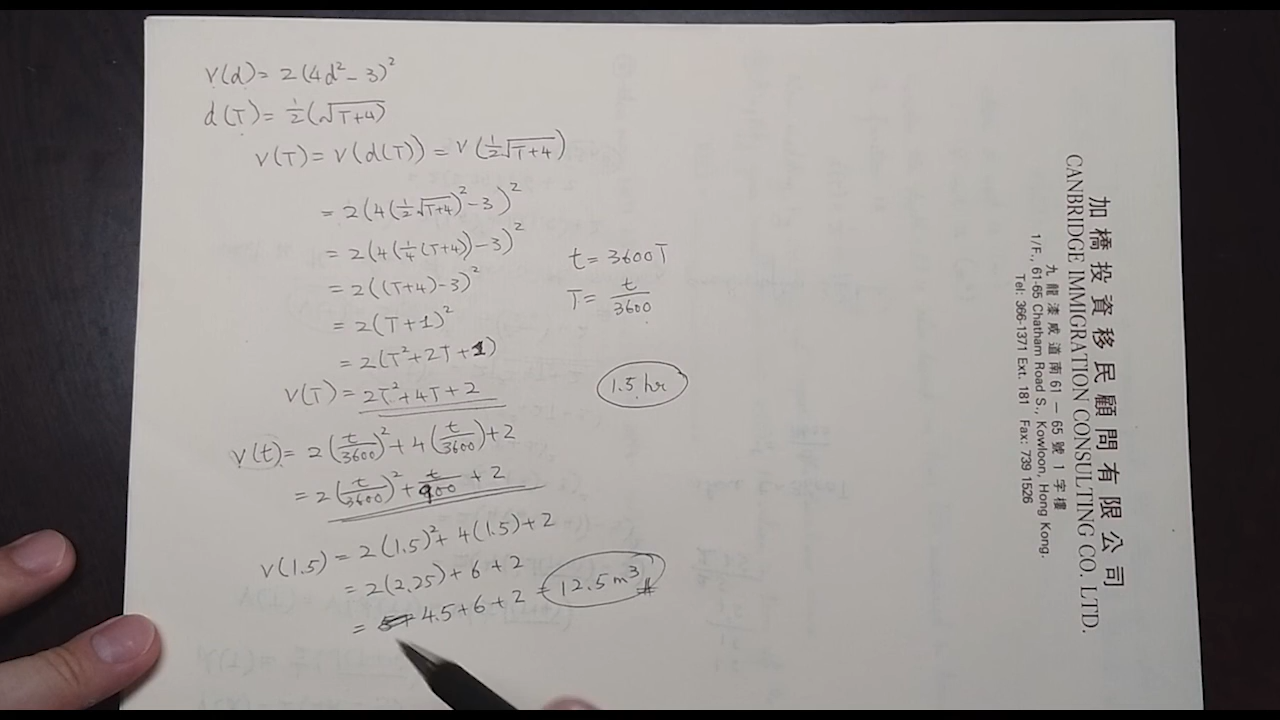 V(d) = 2(4d² − 3)²
d(T) = ½(√(T+4))
V(T) = V(d(T)) = V(½√(T+4))
= 2(4(½√(T+4))² − 3)²
= 2(4(¼(T+4)) − 3)²
= 2((T+4) − 3)²
= 2(T+1)²
= 2(T² + 2T + 1)
V(T) = 2T² + 4T + 2
V(t) = 2(t/3600)² + 4(t/3600) + 2
= 2(t/3600)² + t/900 + 2
V(1.5) = 2(1.5)² + 4(1.5) + 2
= 2(2.25) + 6 + 2
= 4.5 + 6 + 2 = 12.5 m³
t = 3600T
T = t/3600
1.5 hr
加橋投資移民顧問有限公司
CANBRIDGE IMMIGRATION CONSULTING CO. LTD.
九龍漆咸道南61－65號1字樓
1/F., 61-65 Chatham Road S., Kowloon, Hong Kong.
Tel: 366-1371 Ext. 181 Fax: 739 1526